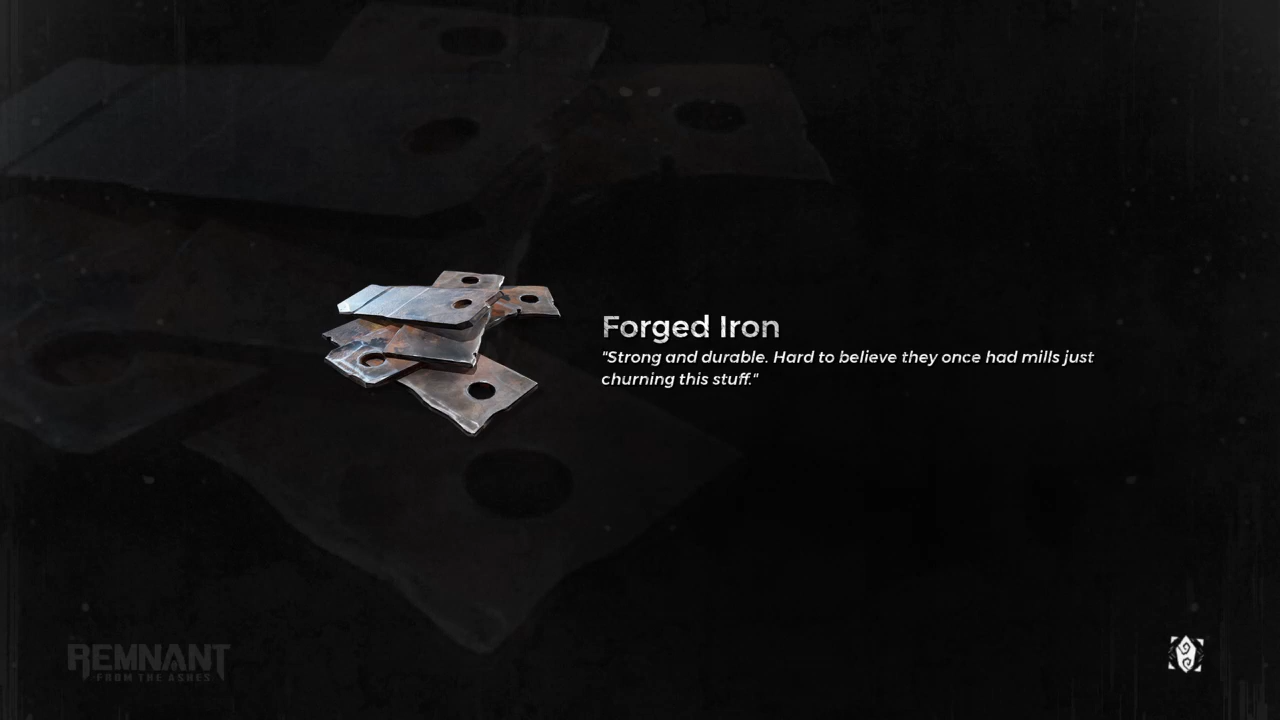 Forged Iron
"Strong and durable. Hard to believe they once had mills just
churning this stuff."
REMNANT
FROM THE ASHES